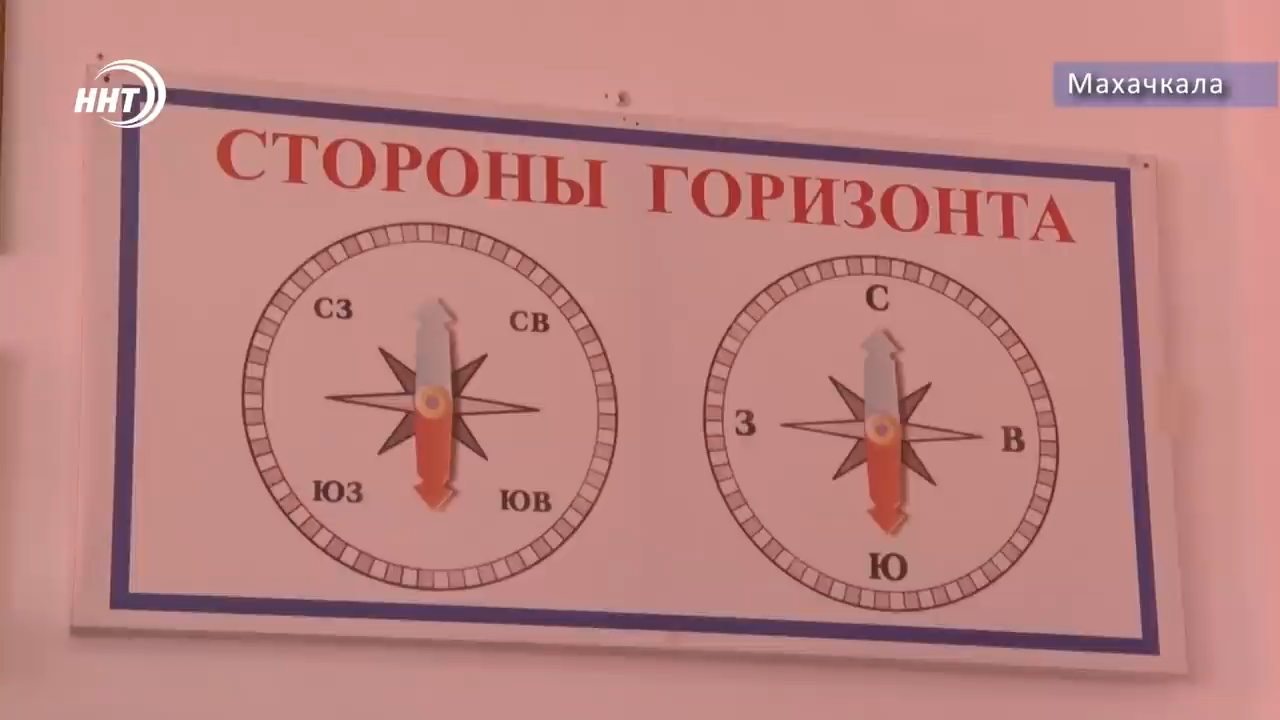 ННТ
Махачкала
СТОРОНЫ ГОРИЗОНТА
СЗ
СВ
ЮЗ
ЮВ
С
З
В
Ю